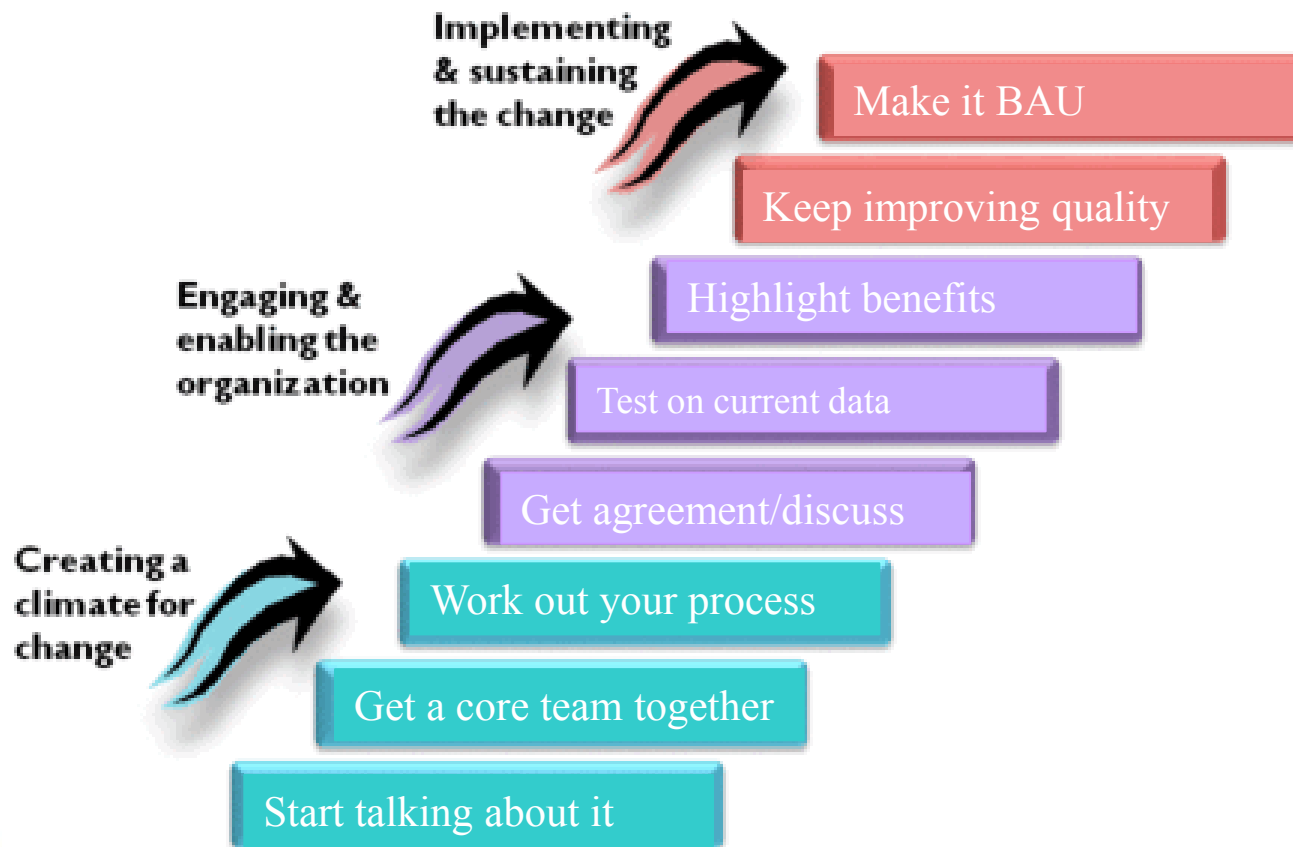 Implementing
& sustaining
the change
Make it BAU
Keep improving quality
Engaging &
enabling the
organization
Highlight benefits
Test on current data
Get agreement/discuss
Creating a
climate for
change
Work out your process
Get a core team together
Start talking about it